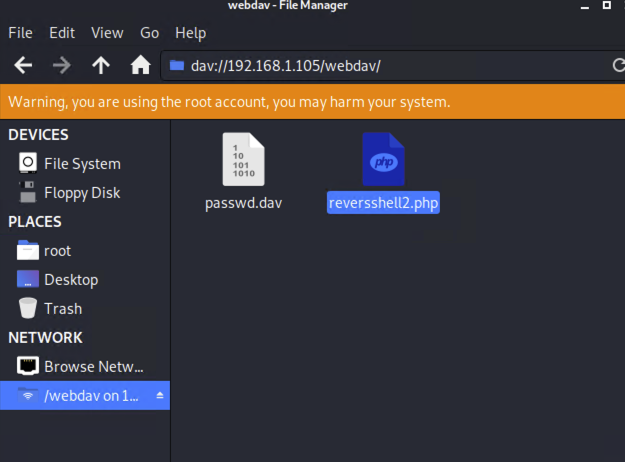 webdav - File Manager
File Edit View Go Help
dav://192.168.1.105/webdav/
Warning, you are using the root account, you may harm your system.
DEVICES
File System
Floppy Disk
PLACES
root
Desktop
Trash
NETWORK
Browse Netw...
/webdav on 1...
1
10
101
1010
passwd.dav
php
reversshell2.php